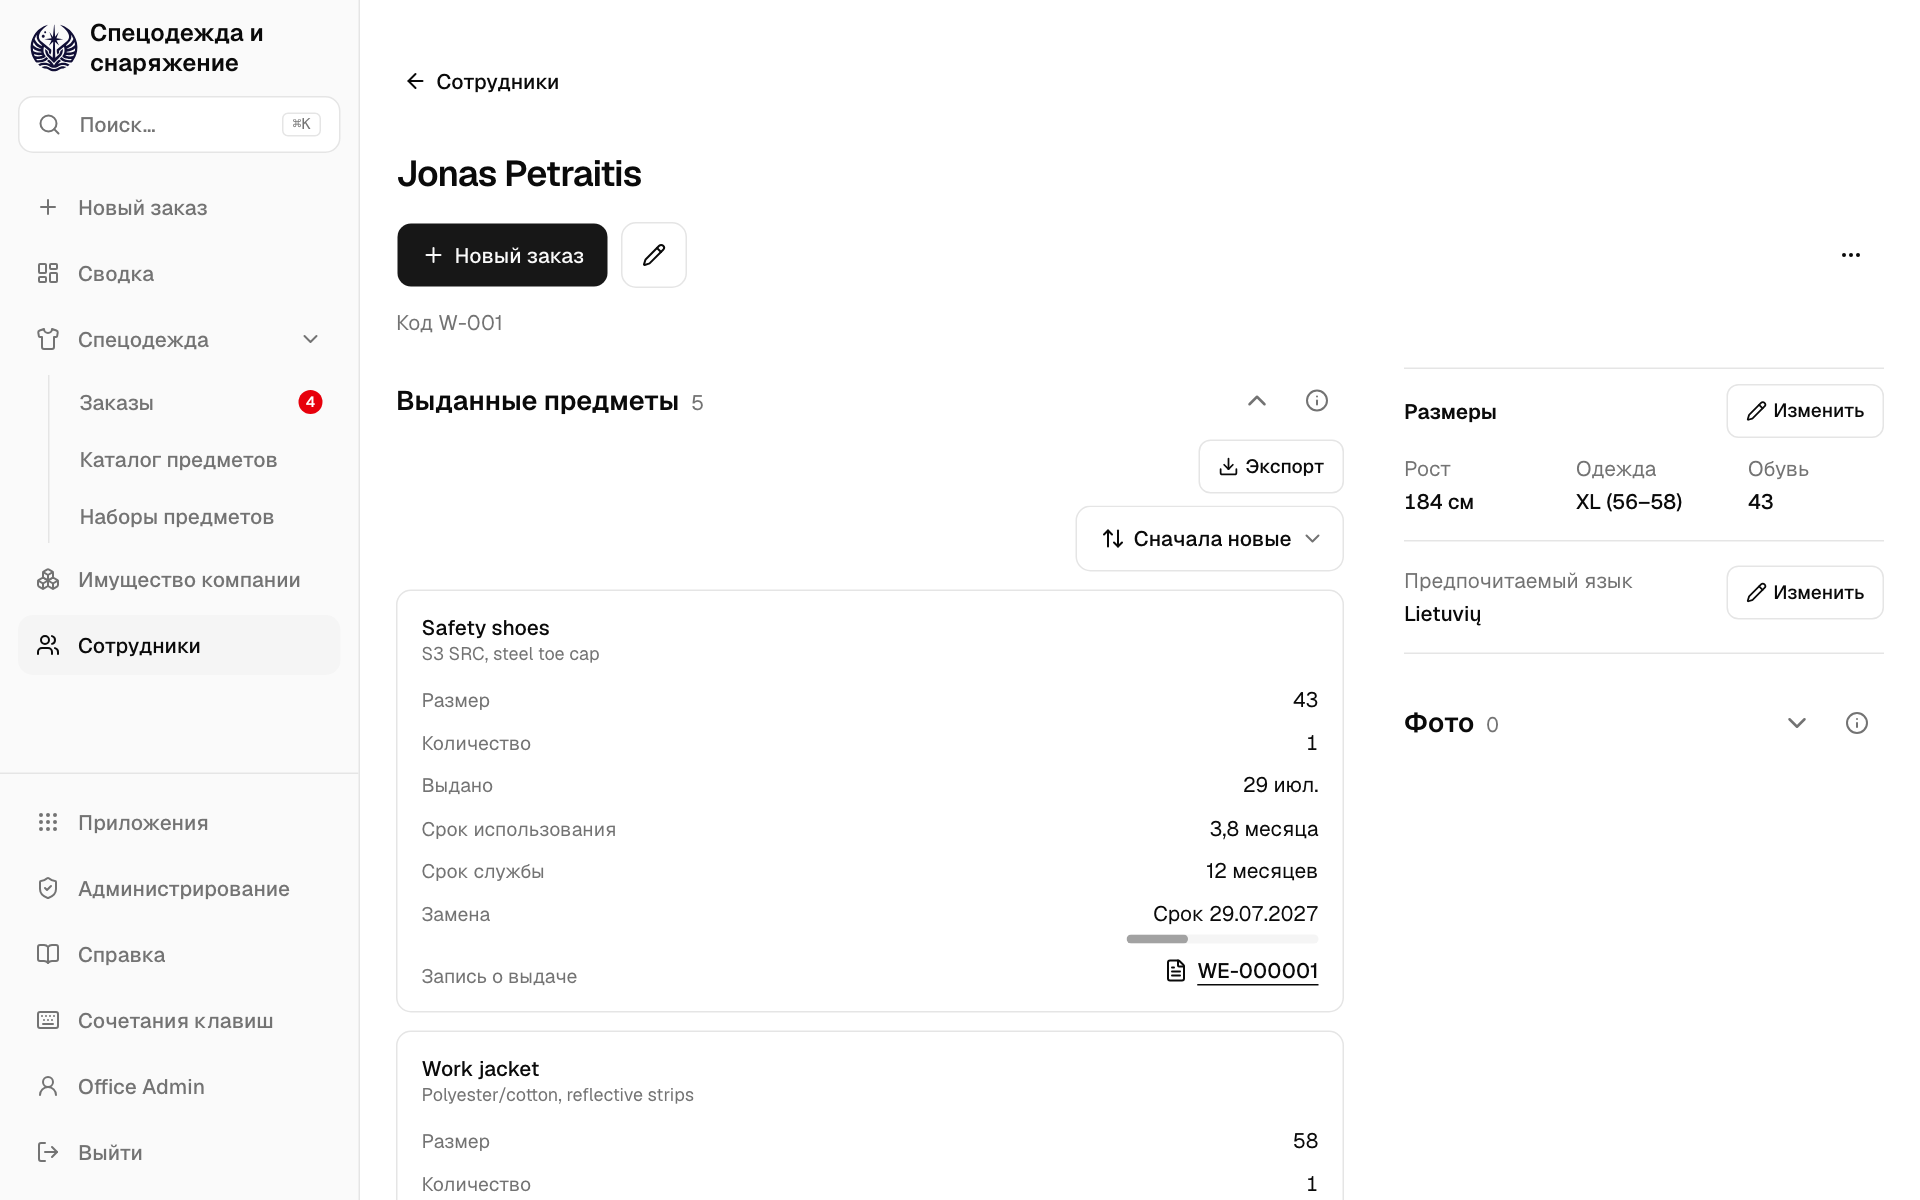 Спецодежда и
снаряжение
Поиск...
⌘K
Новый заказ
Сводка
Спецодежда
Заказы
4
Каталог предметов
Наборы предметов
Имущество компании
Сотрудники
Приложения
Администрирование
Справка
Сочетания клавиш
Office Admin
Выйти
Сотрудники
Jonas Petraitis
Новый заказ
Код W-001
Выданные предметы 5
Экспорт
Сначала новые
Safety shoes
S3 SRC, steel toe cap
Размер 43
Количество 1
Выдано 29 июл.
Срок использования 3,8 месяца
Срок службы 12 месяцев
Замена Срок 29.07.2027
Запись о выдаче WE-000001
Work jacket
Polyester/cotton, reflective strips
Размер 58
Количество 1
Размеры Изменить
Рост Одежда Обувь
184 см XL (56–58) 43
Предпочитаемый язык Изменить
Lietuvių
Фото 0